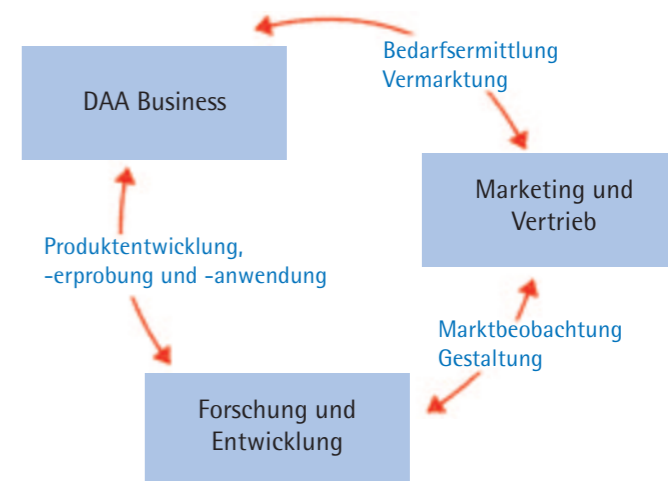 Bedarfsermittlung
Vermarktung
DAA Business
Marketing und
Vertrieb
Produktentwicklung,
-erprobung und -anwendung
Marktbeobachtung
Gestaltung
Forschung und
Entwicklung